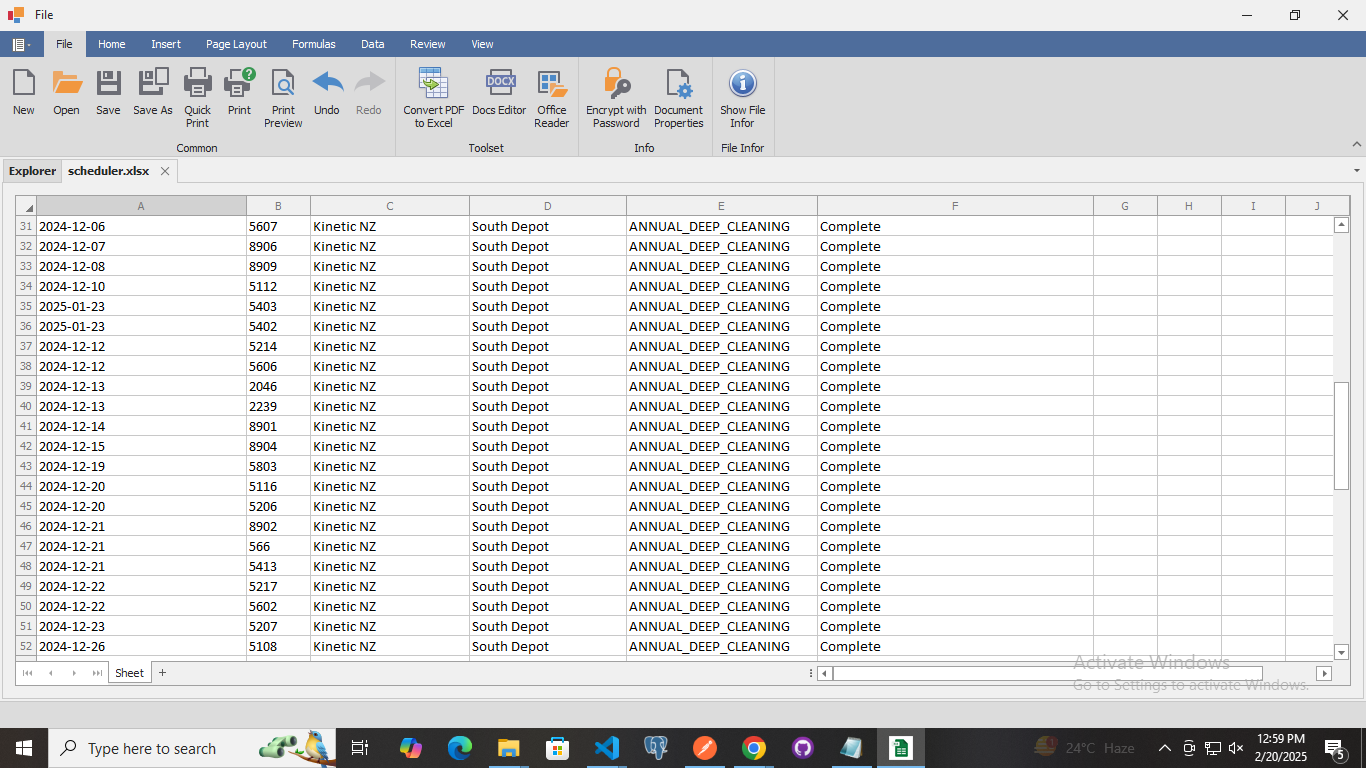 File
File Home Insert Page Layout Formulas Data Review View
New Open Save Save As Quick Print Print Print Preview Undo Redo Convert PDF to Excel Docs Editor Office Reader Encrypt with Password Document Properties Show File Infor
Common Toolset Info File Infor
Explorer scheduler.xlsx
A B C D E F G H I J
31 2024-12-06 5607 Kinetic NZ South Depot ANNUAL_DEEP_CLEANING Complete
32 2024-12-07 8906 Kinetic NZ South Depot ANNUAL_DEEP_CLEANING Complete
33 2024-12-08 8909 Kinetic NZ South Depot ANNUAL_DEEP_CLEANING Complete
34 2024-12-10 5112 Kinetic NZ South Depot ANNUAL_DEEP_CLEANING Complete
35 2025-01-23 5403 Kinetic NZ South Depot ANNUAL_DEEP_CLEANING Complete
36 2025-01-23 5402 Kinetic NZ South Depot ANNUAL_DEEP_CLEANING Complete
37 2024-12-12 5214 Kinetic NZ South Depot ANNUAL_DEEP_CLEANING Complete
38 2024-12-12 5606 Kinetic NZ South Depot ANNUAL_DEEP_CLEANING Complete
39 2024-12-13 2046 Kinetic NZ South Depot ANNUAL_DEEP_CLEANING Complete
40 2024-12-13 2239 Kinetic NZ South Depot ANNUAL_DEEP_CLEANING Complete
41 2024-12-14 8901 Kinetic NZ South Depot ANNUAL_DEEP_CLEANING Complete
42 2024-12-15 8904 Kinetic NZ South Depot ANNUAL_DEEP_CLEANING Complete
43 2024-12-19 5803 Kinetic NZ South Depot ANNUAL_DEEP_CLEANING Complete
44 2024-12-20 5116 Kinetic NZ South Depot ANNUAL_DEEP_CLEANING Complete
45 2024-12-20 5206 Kinetic NZ South Depot ANNUAL_DEEP_CLEANING Complete
46 2024-12-21 8902 Kinetic NZ South Depot ANNUAL_DEEP_CLEANING Complete
47 2024-12-21 566 Kinetic NZ South Depot ANNUAL_DEEP_CLEANING Complete
48 2024-12-21 5413 Kinetic NZ South Depot ANNUAL_DEEP_CLEANING Complete
49 2024-12-22 5217 Kinetic NZ South Depot ANNUAL_DEEP_CLEANING Complete
50 2024-12-22 5602 Kinetic NZ South Depot ANNUAL_DEEP_CLEANING Complete
51 2024-12-23 5207 Kinetic NZ South Depot ANNUAL_DEEP_CLEANING Complete
52 2024-12-26 5108 Kinetic NZ South Depot ANNUAL_DEEP_CLEANING Complete
Sheet +
Activate Windows
Go to Settings to activate Windows.
Type here to search
24°C Haze
12:59 PM
2/20/2025
5